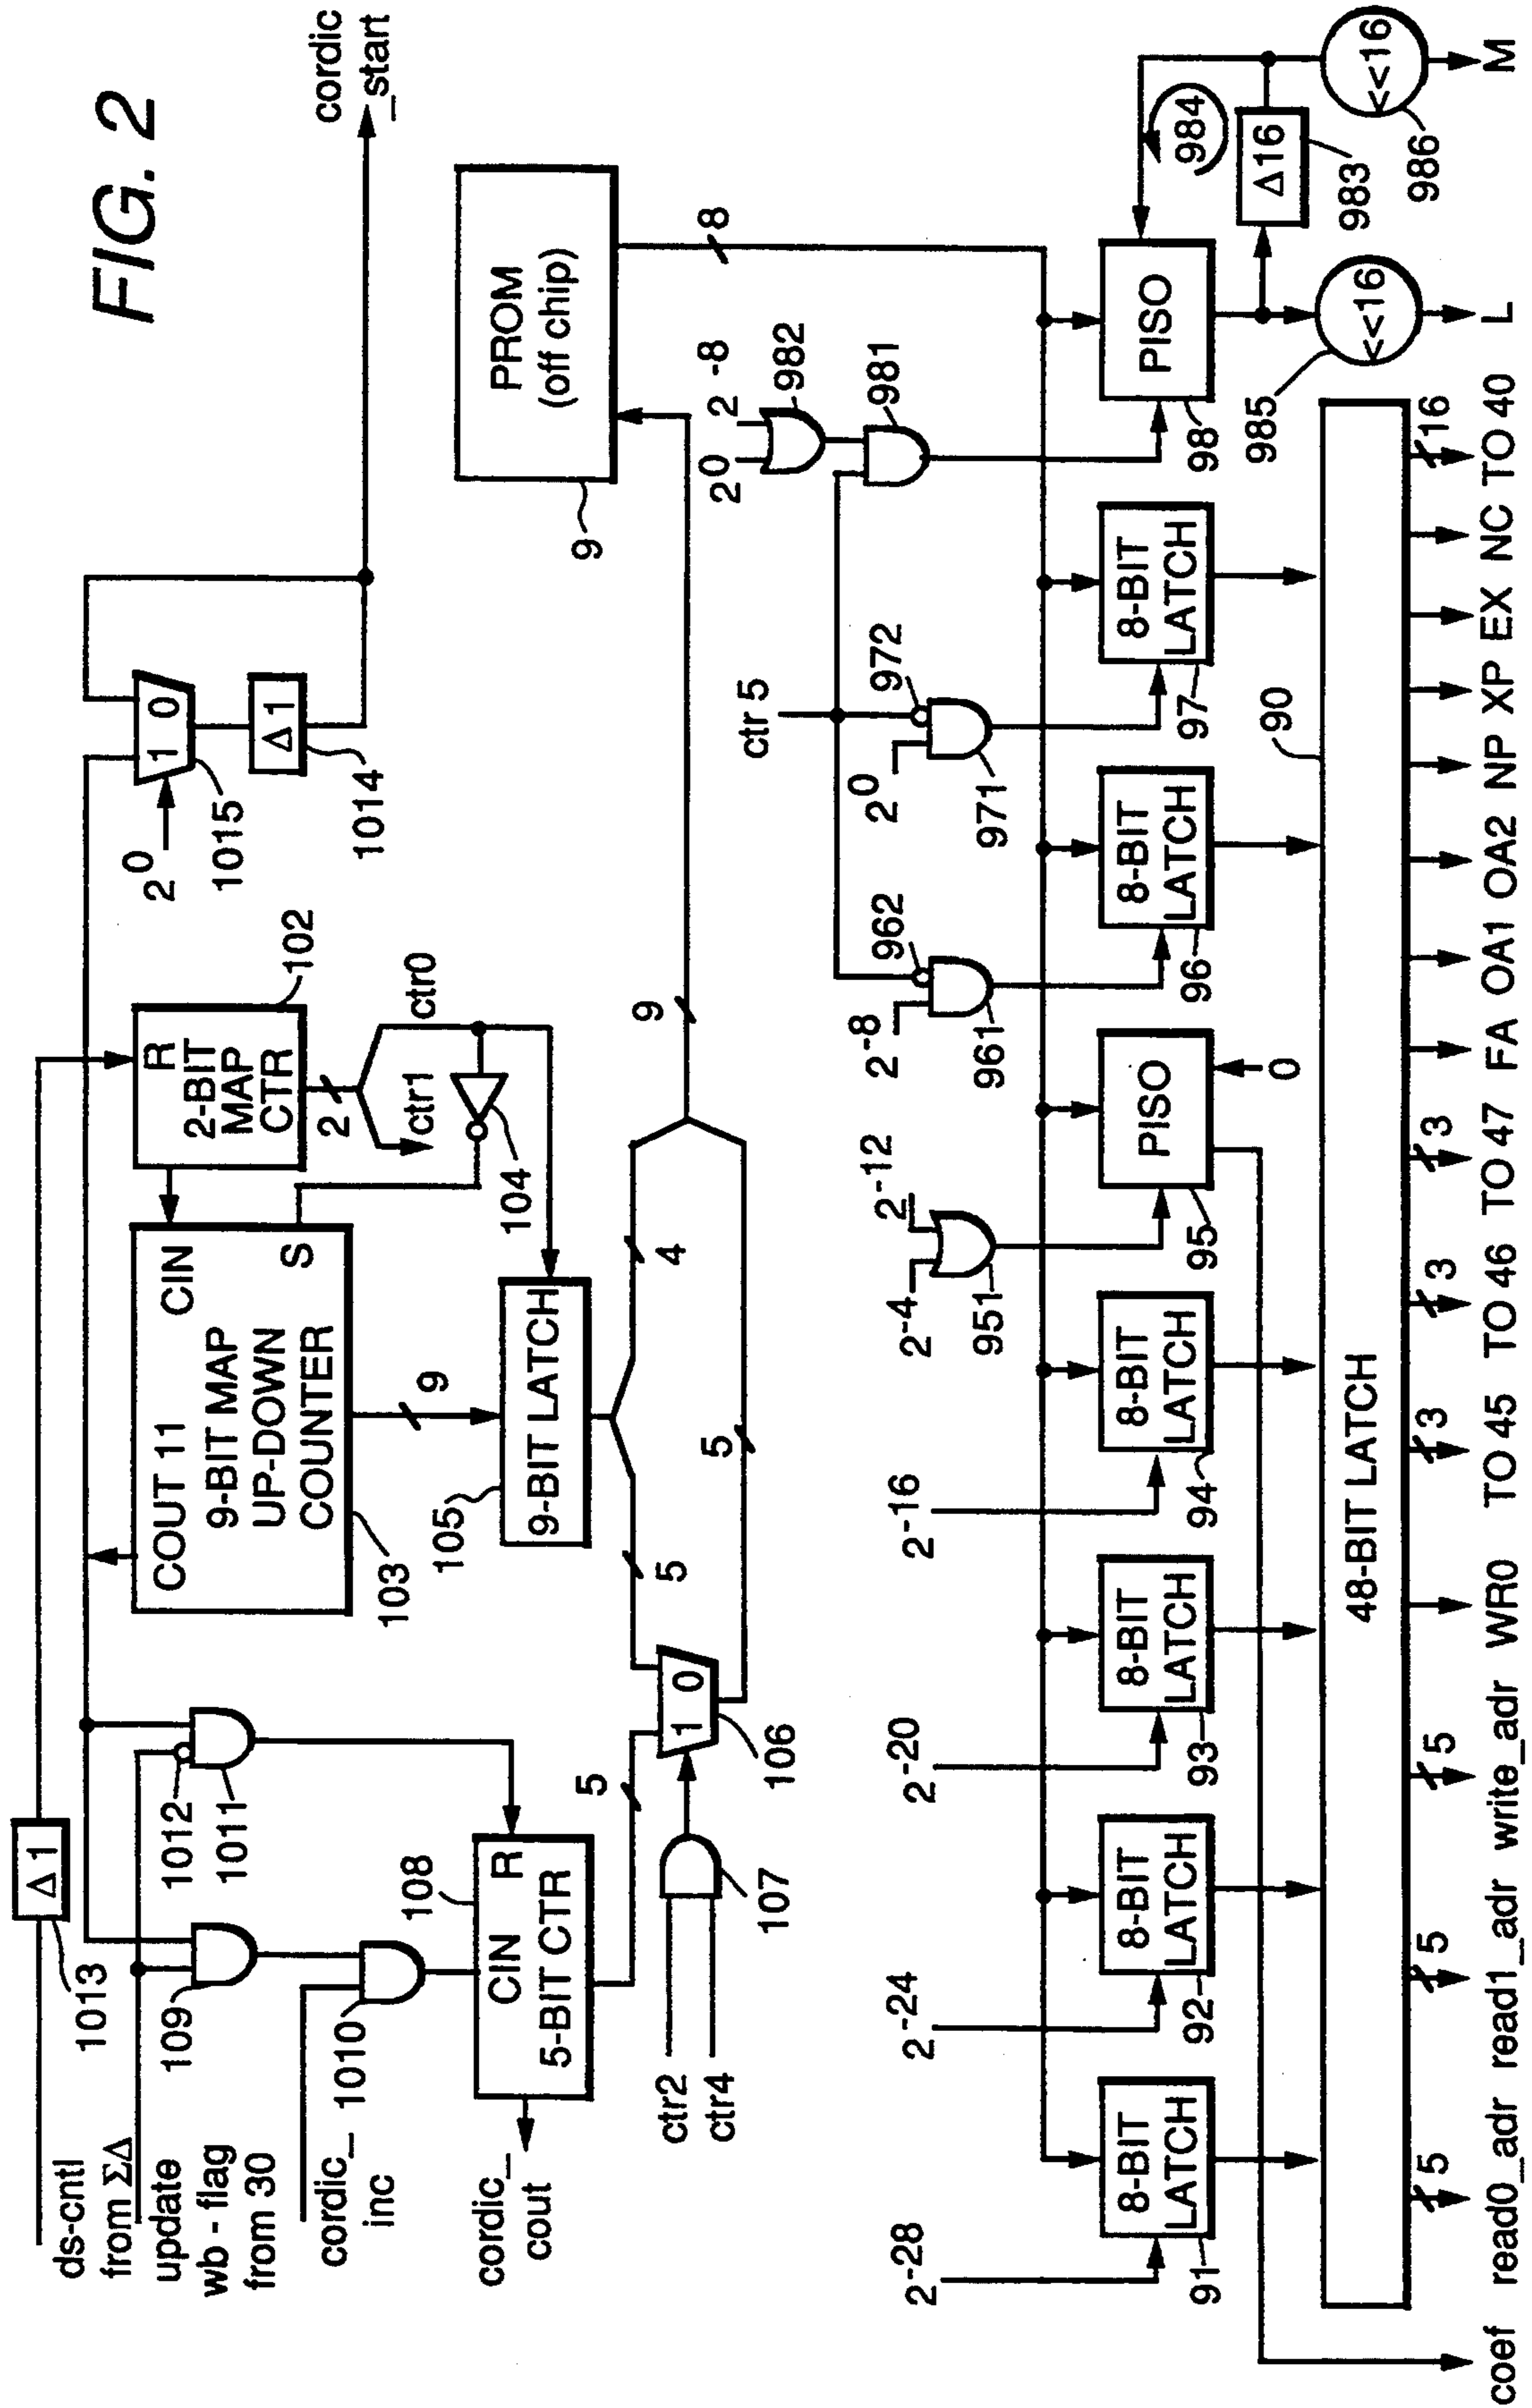 FIG. 2
cordic
_start
Δ 1
1013
ds-cntl
from ΣΔ
update
wb - flag
from 30
cordic_
inc
cordic_
cout
109
1010
1012
1011
108
CIN R
5-BIT CTR
5
COUT 11
CIN
9-BIT MAP
UP-DOWN
COUNTER
S
103
R
2-BIT
MAP
CTR
102
2
ctr0
ctr1
104
9
105
9-BIT LATCH
5
4
1 0
106
107
ctr2
ctr4
5
9
2⁰
1 0
1015
Δ 1
1014
PROM
(off chip)
9
8
2⁻²⁸
8-BIT
LATCH
91
2⁻²⁴
8-BIT
LATCH
92
2⁻²⁰
8-BIT
LATCH
93
2⁻¹⁶
8-BIT
LATCH
94
2⁻⁴
2⁻¹²
951
PISO
95
0
2⁻⁸
962
961
8-BIT
LATCH
96
ctr 5
2⁰
972
971
8-BIT
LATCH
97
2⁰
2⁻⁸
982
981
PISO
98
984
Δ16
983
<<16
985
<<16
986
48-BIT LATCH
90
5
5
5
3
3
3
16
coef
read0_adr
read1_adr
write_adr
WR0
TO 45
TO 46
TO 47
FA
OA1
OA2
NP
XP
EX
NC
TO 40
L
M